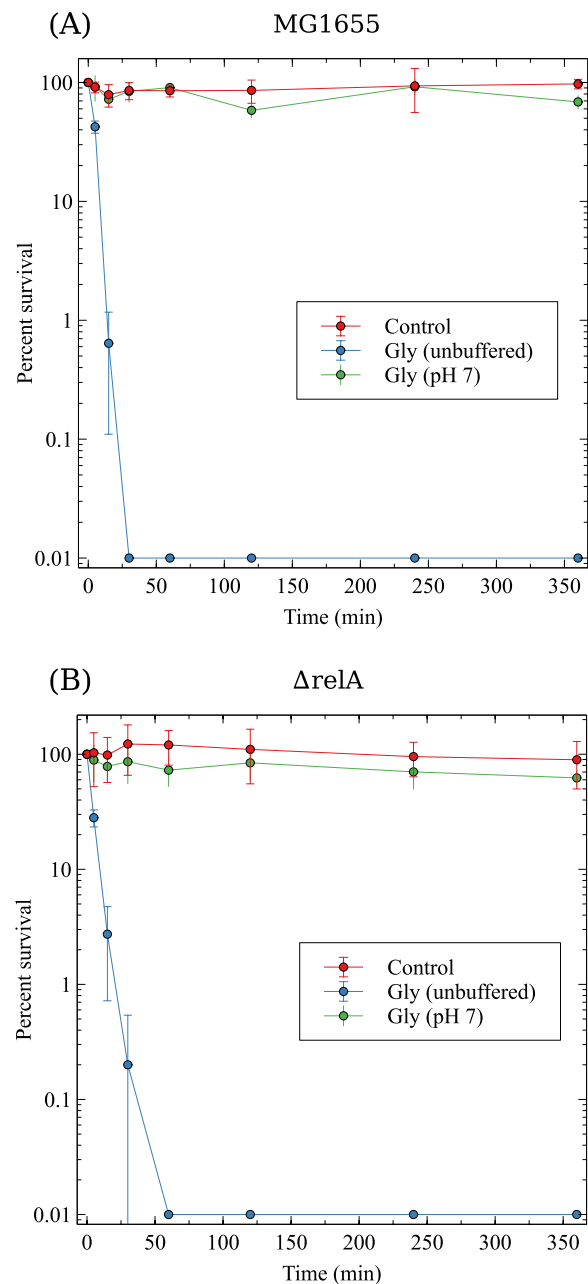 (A) MG1655
100
10
1
0.1
0.01
Percent survival
Control
Gly (unbuffered)
Gly (pH 7)
0 50 100 150 200 250 300 350
Time (min)
(B) ΔrelA
100
10
1
0.1
0.01
Percent survival
Control
Gly (unbuffered)
Gly (pH 7)
0 50 100 150 200 250 300 350
Time (min)